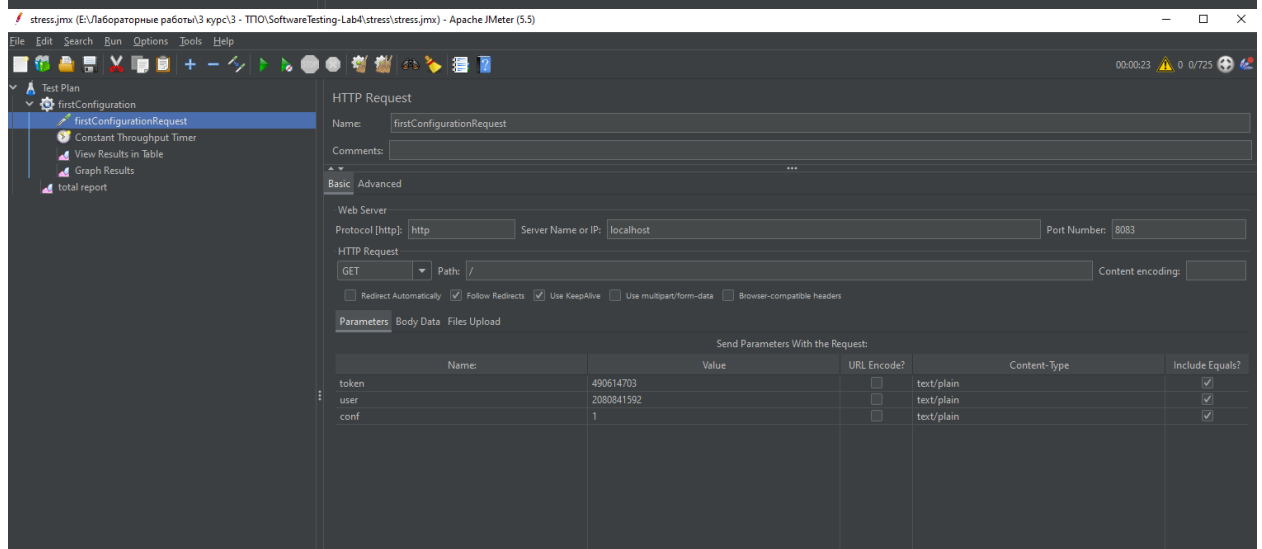 stress.jmx (E:\Лабораторные работы\3 курс\3 - ТПО\SoftwareTesting-Lab4\stress\stress.jmx) - Apache JMeter (5.5)
File Edit Search Run Options Tools Help
00:00:23 0 0/725
Test Plan
firstConfiguration
firstConfigurationRequest
Constant Throughput Timer
View Results in Table
Graph Results
total report
HTTP Request
Name: firstConfigurationRequest
Comments:
Basic Advanced
Web Server
Protocol [http]: http Server Name or IP: localhost Port Number: 8083
HTTP Request
GET Path: / Content encoding:
Redirect Automatically Follow Redirects Use KeepAlive Use multipart/form-data Browser-compatible headers
Parameters Body Data Files Upload
Send Parameters With the Request:
Name: Value URL Encode? Content-Type Include Equals?
token 490614703 text/plain
user 2080841592 text/plain
conf 1 text/plain